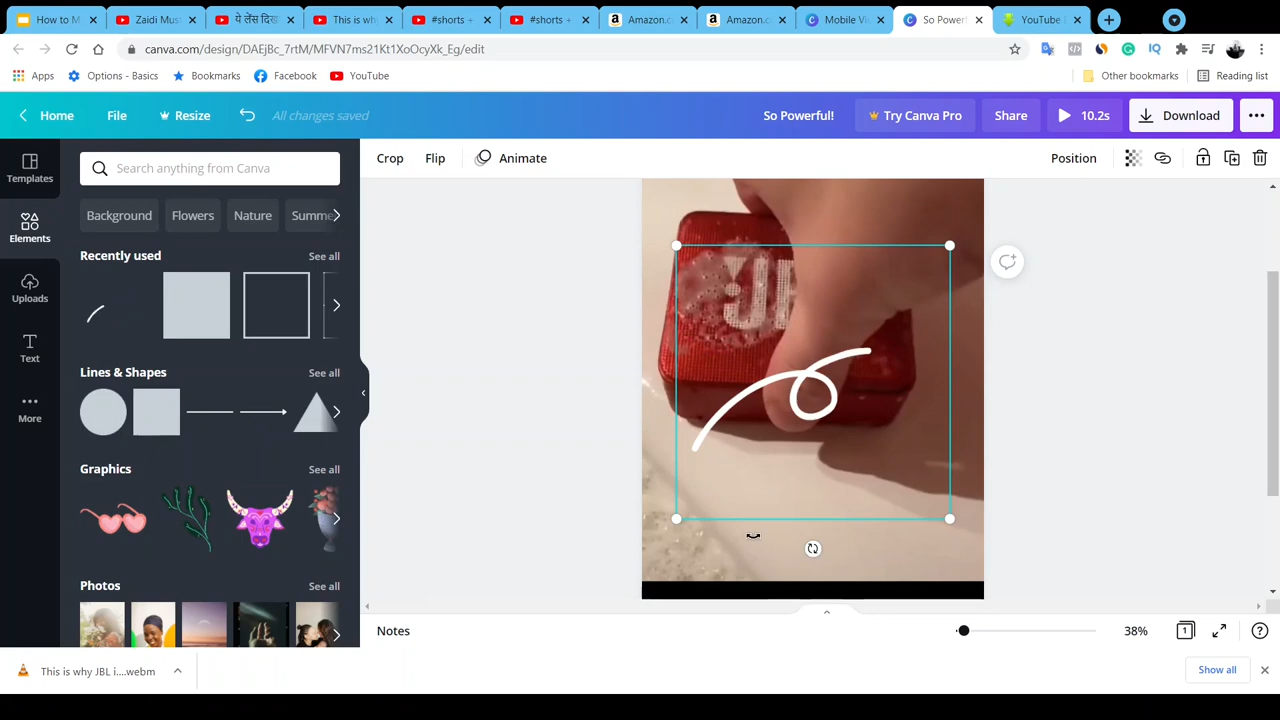 How to M
Zaidi Mus
ये लेंस दिख
This is why
#shorts +
#shorts +
Amazon.c
Amazon.c
Mobile Vi
So Power
YouTube
canva.com/design/DAEjBc_7rtM/MFVN7ms21Kt1XoOcyXk_Eg/edit
Apps
Options - Basics
Bookmarks
Facebook
YouTube
Other bookmarks
Reading list
Home
File
Resize
All changes saved
So Powerful!
Try Canva Pro
Share
10.2s
Download
Templates
Search anything from Canva
Crop
Flip
Animate
Position
Elements
Background
Flowers
Nature
Summe
Recently used
See all
Uploads
Text
Lines & Shapes
See all
More
Graphics
See all
Photos
See all
Notes
38%
1
This is why JBL i....webm
Show all